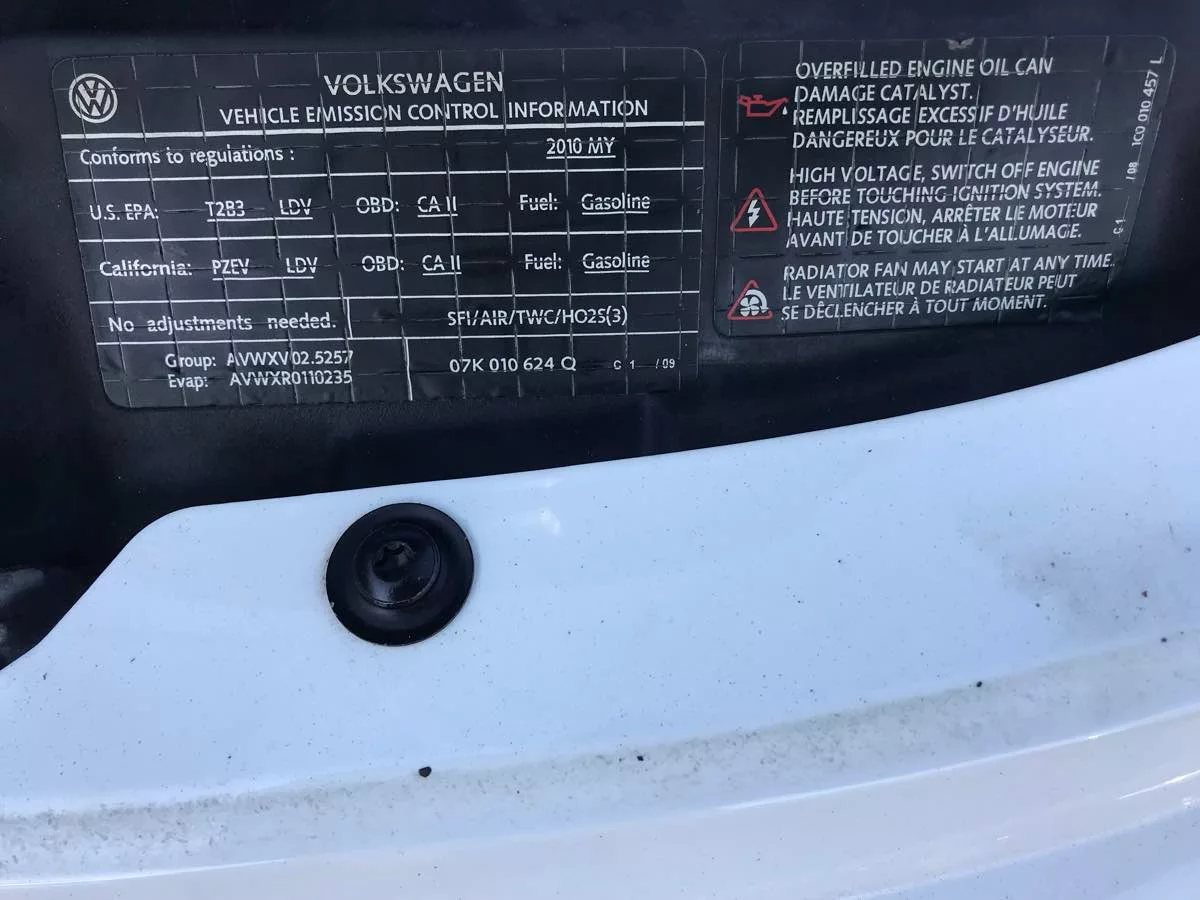 VOLKSWAGEN
VEHICLE EMISSION CONTROL INFORMATION
Conforms to regulations : 2010 MY
U.S. EPA: T2B3 LDV OBD: CA II Fuel: Gasoline
California: PZEV LDV OBD: CA II Fuel: Gasoline
No adjustments needed. SFI/AIR/TWC/HO2S(3)
Group: AVWXV02.5257
Evap: AVWXR0110235
07K 010 624 Q C 1 /09
OVERFILLED ENGINE OIL CAN
DAMAGE CATALYST.
REMPLISSAGE EXCESSIF D'HUILE
DANGEREUX POUR LE CATALYSEUR.
HIGH VOLTAGE, SWITCH OFF ENGINE
BEFORE TOUCHING IGNITION SYSTEM.
HAUTE TENSION, ARRÊTER LE MOTEUR
AVANT DE TOUCHER À L'ALLUMAGE.
RADIATOR FAN MAY START AT ANY TIME.
LE VENTILATEUR DE RADIATEUR PEUT
SE DÉCLENCHER À TOUT MOMENT.
C 1 /08 1C0 010 457 L